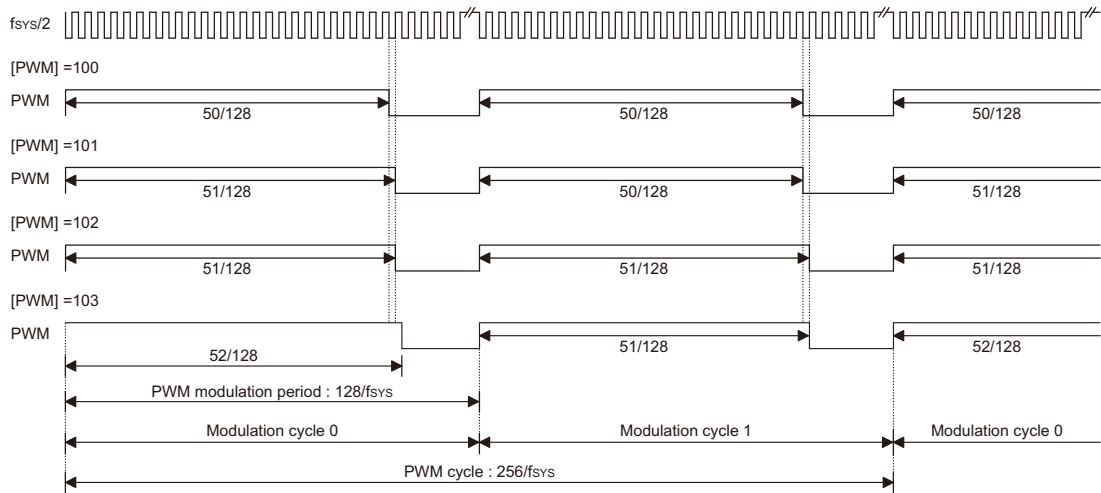 fSYS/2
[PWM] =100
PWM
50/128 50/128 50/128
[PWM] =101
PWM
51/128 50/128 51/128
[PWM] =102
PWM
51/128 51/128 51/128
[PWM] =103
PWM
52/128 51/128 52/128
PWM modulation period : 128/fSYS
Modulation cycle 0 Modulation cycle 1 Modulation cycle 0
PWM cycle : 256/fSYS